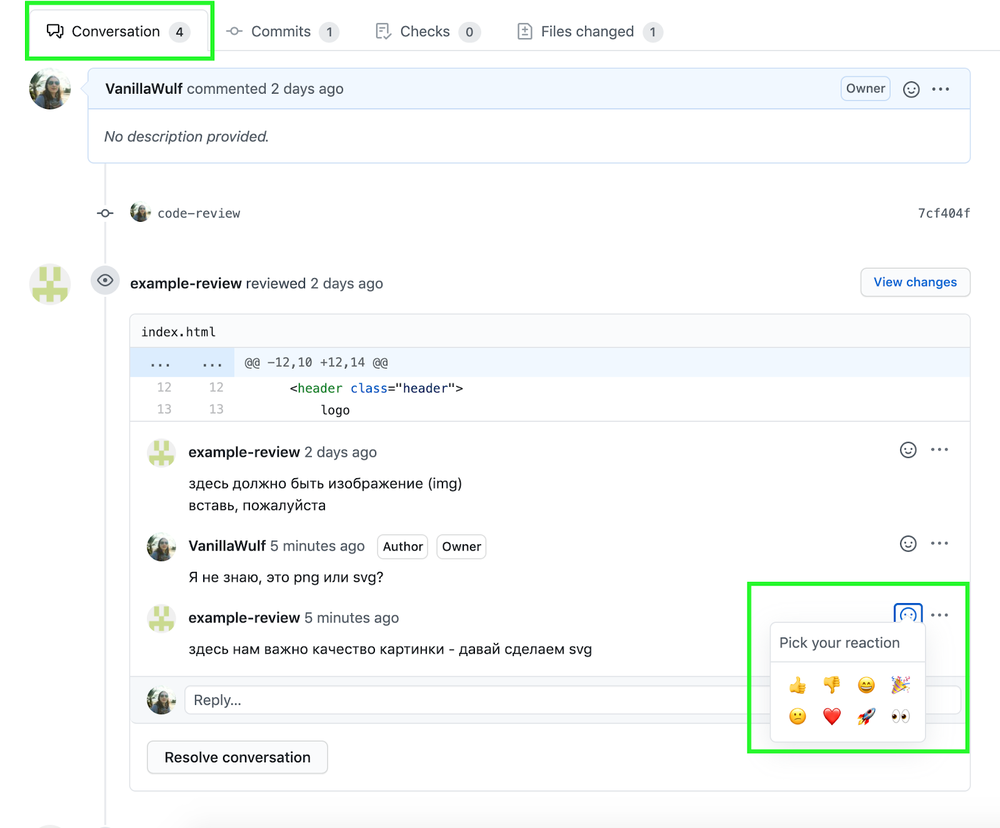 Conversation 4 Commits 1 Checks 0 Files changed 1
VanillaWulf commented 2 days ago Owner
No description provided.
code-review 7cf404f
example-review reviewed 2 days ago View changes
index.html
... ... @@ -12,10 +12,14 @@
12 12 <header class="header">
13 13 logo
example-review 2 days ago
здесь должно быть изображение (img)
вставь, пожалуйста
VanillaWulf 5 minutes ago Author Owner
Я не знаю, это png или svg?
example-review 5 minutes ago
здесь нам важно качество картинки - давай сделаем svg
Pick your reaction
Reply...
Resolve conversation